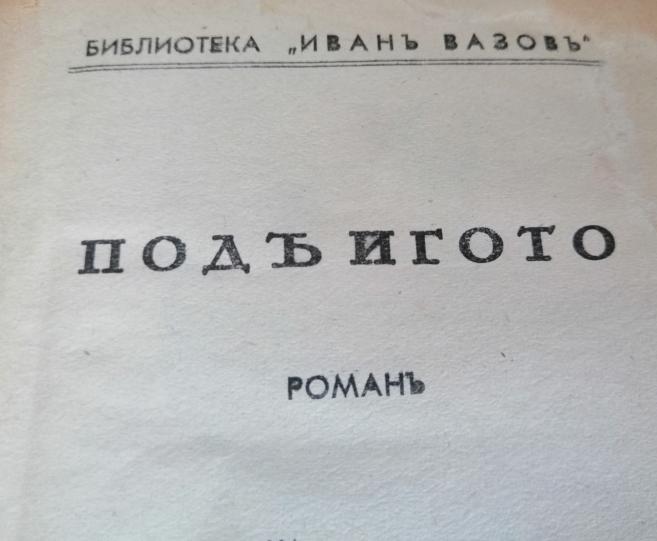 БИБЛИОТЕКА „ИВАНЪ ВАЗОВЪ“
ПОДЪ ИГОТО
РОМАНЪ